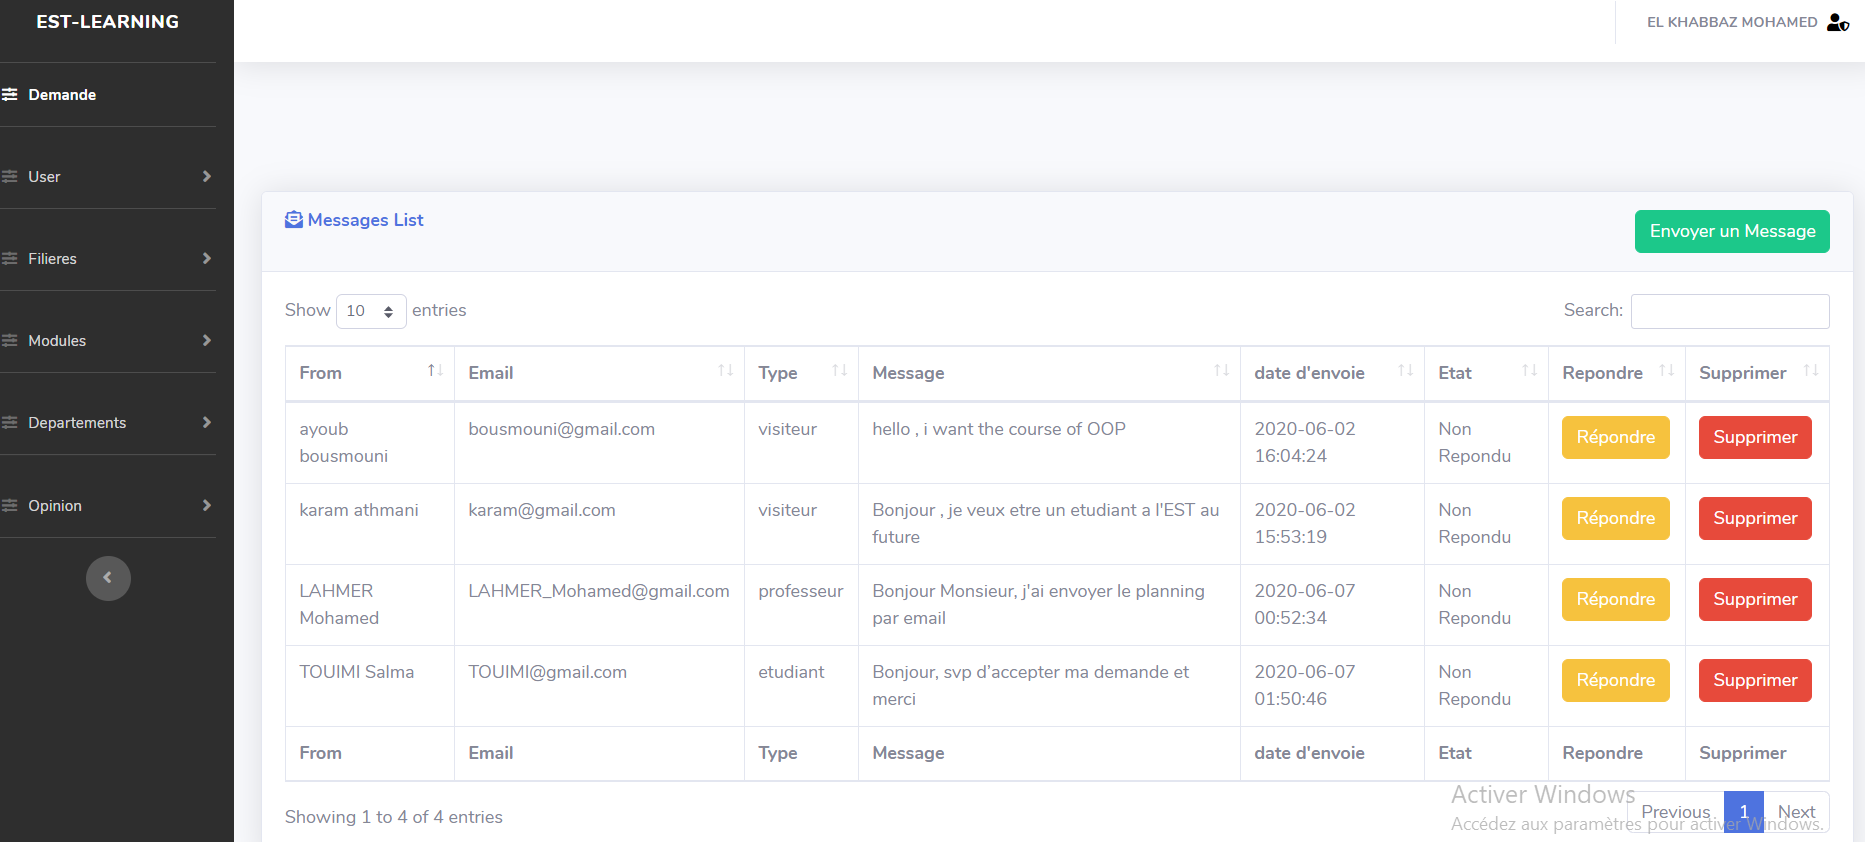 EST-LEARNING
EL KHABBAZ MOHAMED
Demande
User
Filieres
Modules
Departements
Opinion
Messages List
Envoyer un Message
Show 10 entries
Search:
From Email Type Message date d'envoie Etat Repondre Supprimer
ayoub bousmouni@gmail.com visiteur hello , i want the course of OOP 2020-06-02 Non Répondre Supprimer
bousmouni 16:04:24 Repondu
karam athmani karam@gmail.com visiteur Bonjour , je veux etre un etudiant a l'EST au 2020-06-02 Non Répondre Supprimer
future 15:53:19 Repondu
LAHMER LAHMER_Mohamed@gmail.com professeur Bonjour Monsieur, j'ai envoyer le planning 2020-06-07 Non Répondre Supprimer
Mohamed par email 00:52:34 Repondu
TOUIMI Salma TOUIMI@gmail.com etudiant Bonjour, svp d’accepter ma demande et 2020-06-07 Non Répondre Supprimer
merci 01:50:46 Repondu
From Email Type Message date d'envoie Etat Repondre Supprimer
Showing 1 to 4 of 4 entries
Previous 1 Next
Activer Windows
Accédez aux paramètres pour activer Windows.